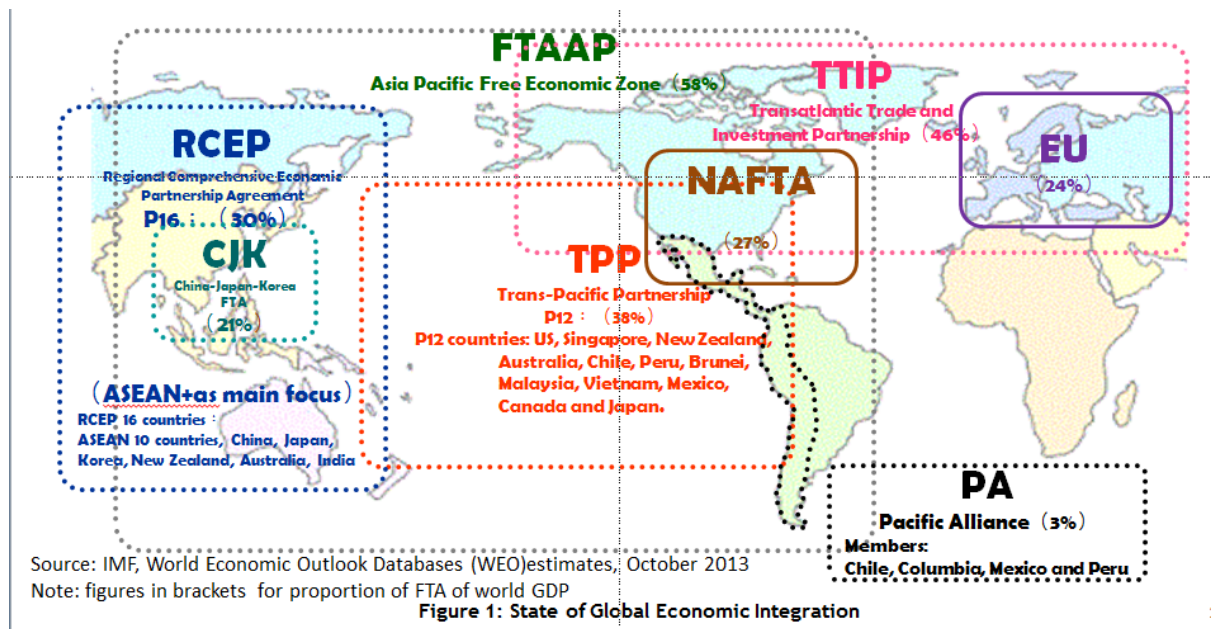 FTAAP
Asia Pacific Free Economic Zone (58%)
TTIP
Transatlantic Trade and
Investment Partnership (46%)
EU
(24%)
RCEP
Regional Comprehensive Economic
Partnership Agreement
P16 : (30%)
CJK
China-Japan-Korea
FTA
(21%)
NAFTA
(27%)
TPP
Trans-Pacific Partnership
P12 : (38%)
P12 countries: US, Singapore, New Zealand,
Australia, Chile, Peru, Brunei,
Malaysia, Vietnam, Mexico,
Canada and Japan.
(ASEAN+as main focus)
RCEP 16 countries :
ASEAN 10 countries, China, Japan,
Korea, New Zealand, Australia, India
PA
Pacific Alliance (3%)
Members:
Chile, Columbia, Mexico and Peru
Source: IMF, World Economic Outlook Databases (WEO)estimates, October 2013
Note: figures in brackets for proportion of FTA of world GDP
Figure 1: State of Global Economic Integration